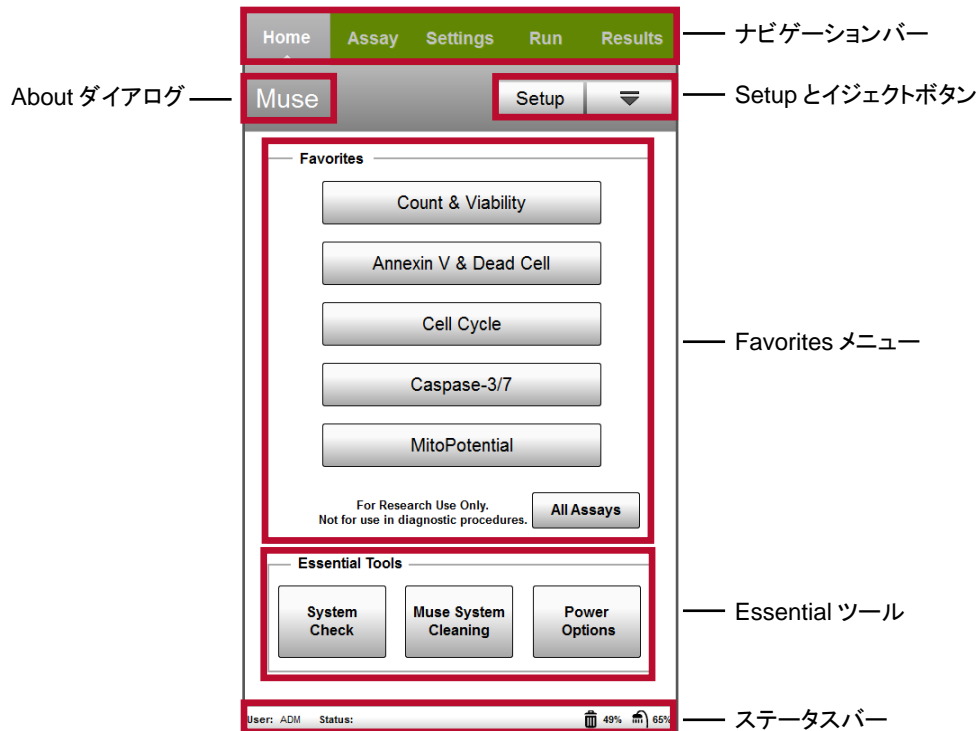 Home Assay Settings Run Results
ナビゲーションバー
About ダイアログ
Muse
Setup
Setup とイジェクトボタン
Favorites
Count & Viability
Annexin V & Dead Cell
Cell Cycle
Favorites メニュー
Caspase-3/7
MitoPotential
For Research Use Only.
Not for use in diagnostic procedures.
All Assays
Essential Tools
System
Check
Muse System
Cleaning
Power
Options
Essential ツール
User: ADM Status: 49% 65%
ステータスバー